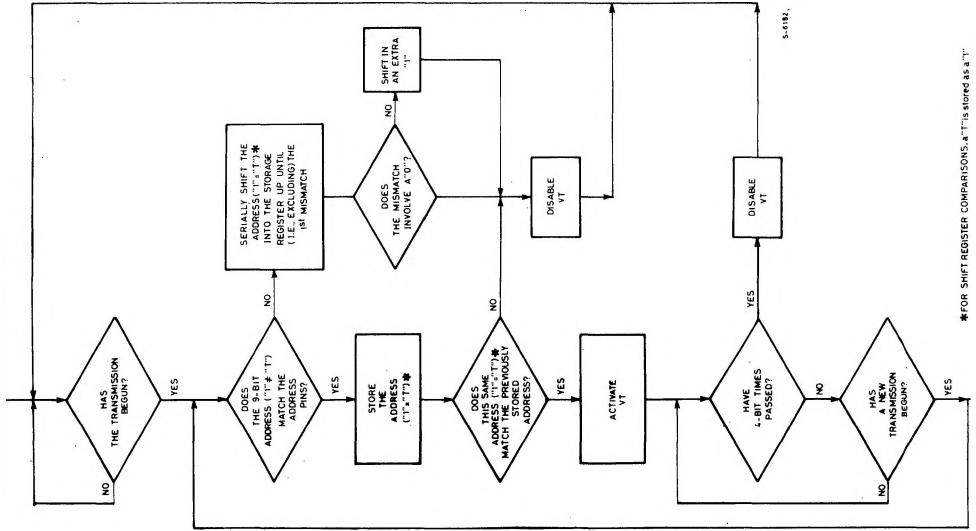 HAS
THE TRANSMISSION
BEGUN?
NO
YES
DOES
THE 9-BIT
ADDRESS ("1" ≠ "T")
MATCH THE
ADDRESS
PINS?
NO
YES
SERIALLY SHIFT THE
ADDRESS ("1"="T")*
INTO THE STORAGE
REGISTER UP UNTIL
(I.E., EXCLUDING) THE
1st MISMATCH
DOES
THE MISMATCH
INVOLVE A "0"?
NO
SHIFT IN
AN EXTRA
"1"
STORE
THE
ADDRESS
("1"="T")*
DOES
THIS SAME
ADDRESS ("1"="T")*
MATCH THE PREVIOUSLY
STORED
ADDRESS?
NO
YES
DISABLE
VT
ACTIVATE
VT
HAVE
4-BIT TIMES
PASSED?
YES
NO
DISABLE
VT
HAS
A NEW
TRANSMISSION
BEGUN?
NO
YES
S-6182,
*FOR SHIFT REGISTER COMPARISONS, a "T" is stored as a "1"